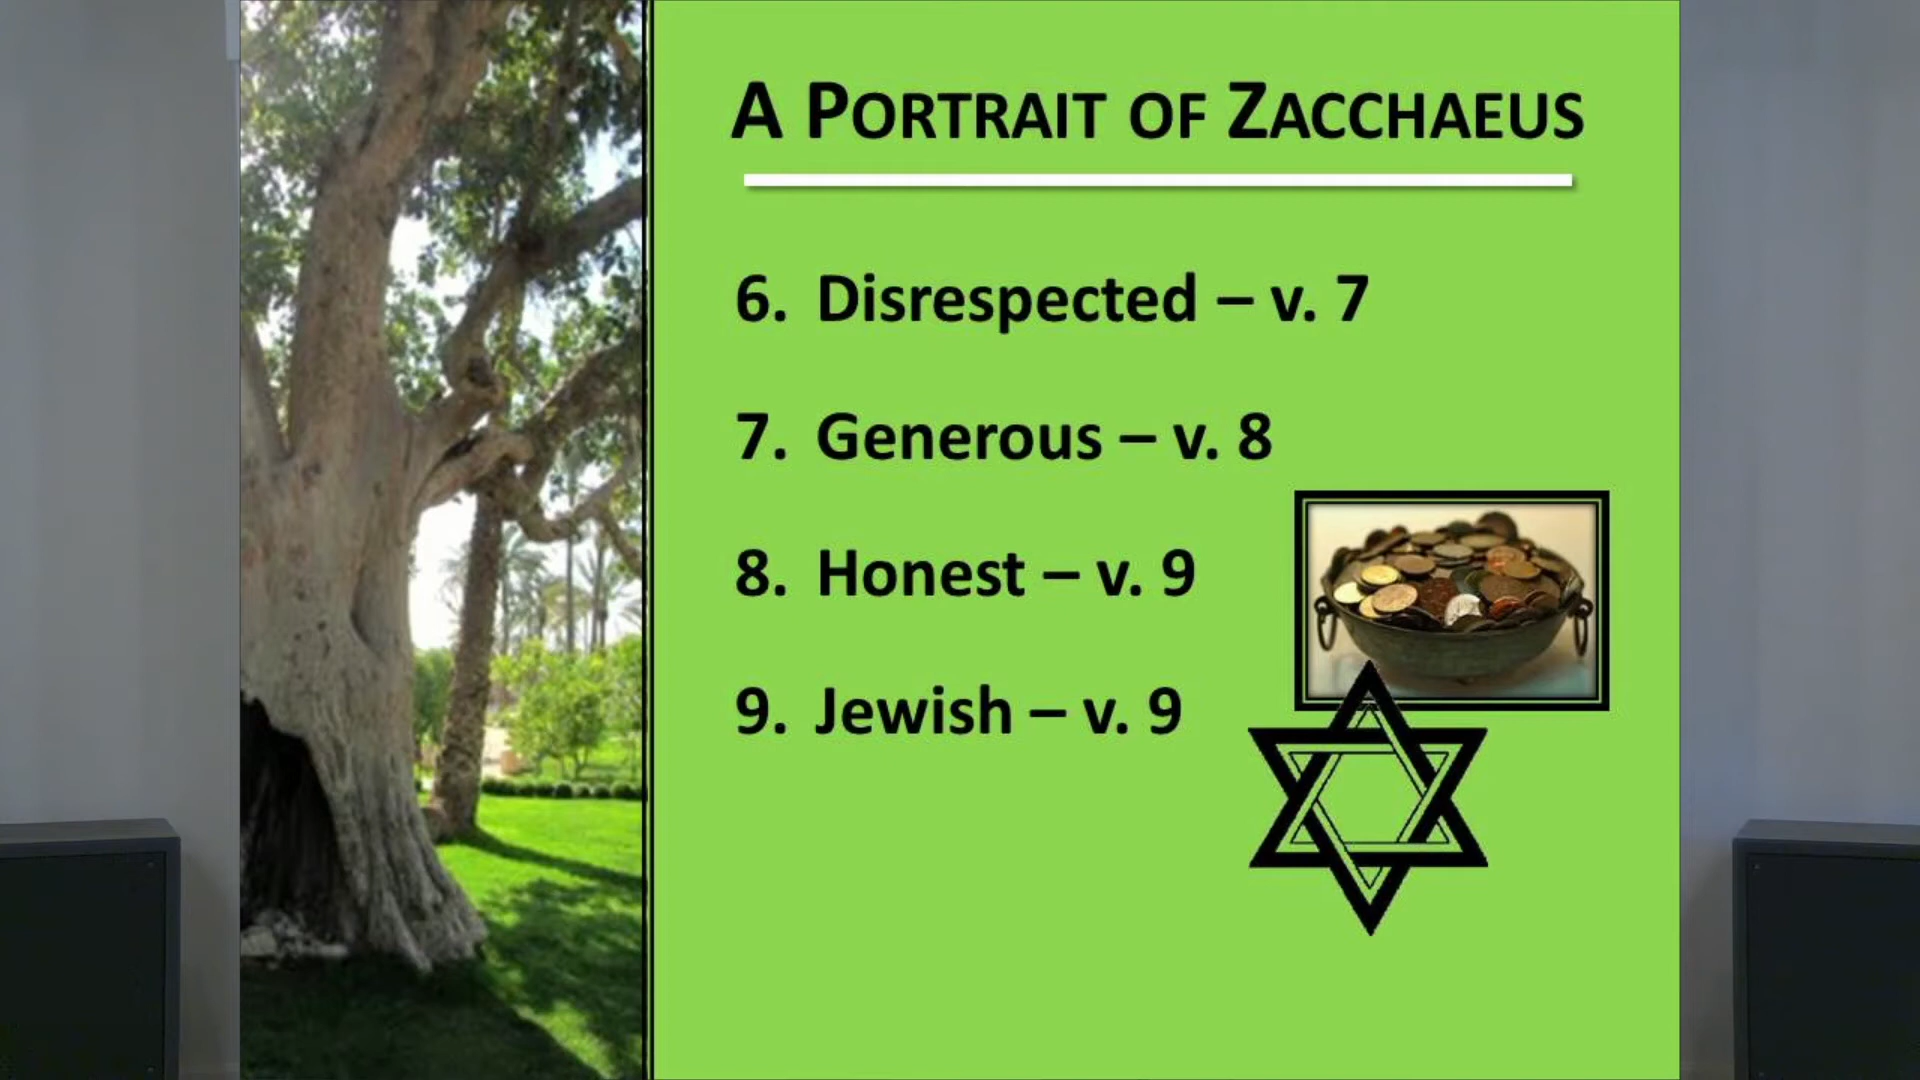 A PORTRAIT OF ZACCHAEUS
6. Disrespected – v. 7
7. Generous – v. 8
8. Honest – v. 9
9. Jewish – v. 9